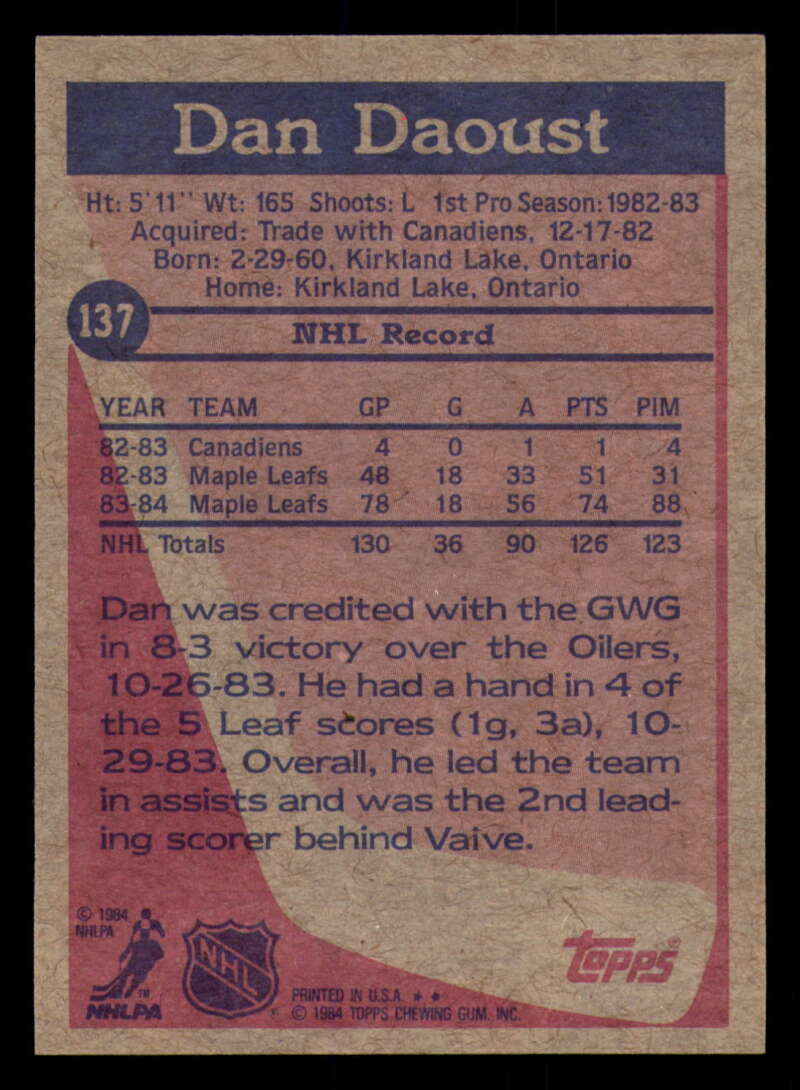 Dan Daoust
Ht: 5'11" Wt: 165 Shoots: L 1st Pro Season: 1982-83
Acquired: Trade with Canadiens, 12-17-82
Born: 2-29-60, Kirkland Lake, Ontario
Home: Kirkland Lake, Ontario
137
NHL Record
YEAR TEAM GP G A PTS PIM
82-83 Canadiens 4 0 1 1 4
82-83 Maple Leafs 48 18 33 51 31
83-84 Maple Leafs 78 18 56 74 88
NHL Totals 130 36 90 126 123
Dan was credited with the GWG
in 8-3 victory over the Oilers,
10-26-83. He had a hand in 4 of
the 5 Leaf scores (1g, 3a), 10-
29-83. Overall, he led the team
in assists and was the 2nd lead-
ing scorer behind Vaive.
© 1984
NHLPA
TM
NHLPA
NHL
®
PRINTED IN U.S.A. **
© 1984 TOPPS CHEWING GUM, INC.
topps®